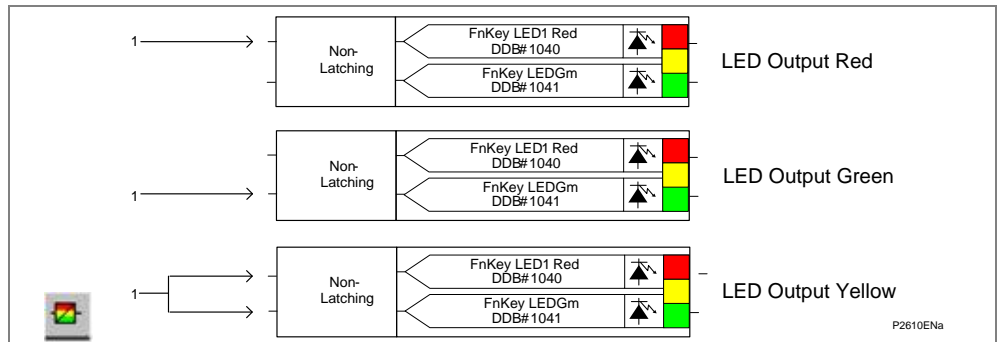 1
Non-
Latching
FnKey LED1 Red
DDB#1040
FnKey LEDGrn
DDB#1041
LED Output Red
1
Non-
Latching
FnKey LED1 Red
DDB#1040
FnKey LEDGrn
DDB#1041
LED Output Green
1
Non-
Latching
FnKey LED1 Red
DDB#1040
FnKey LEDGrn
DDB#1041
LED Output Yellow
P2610ENa